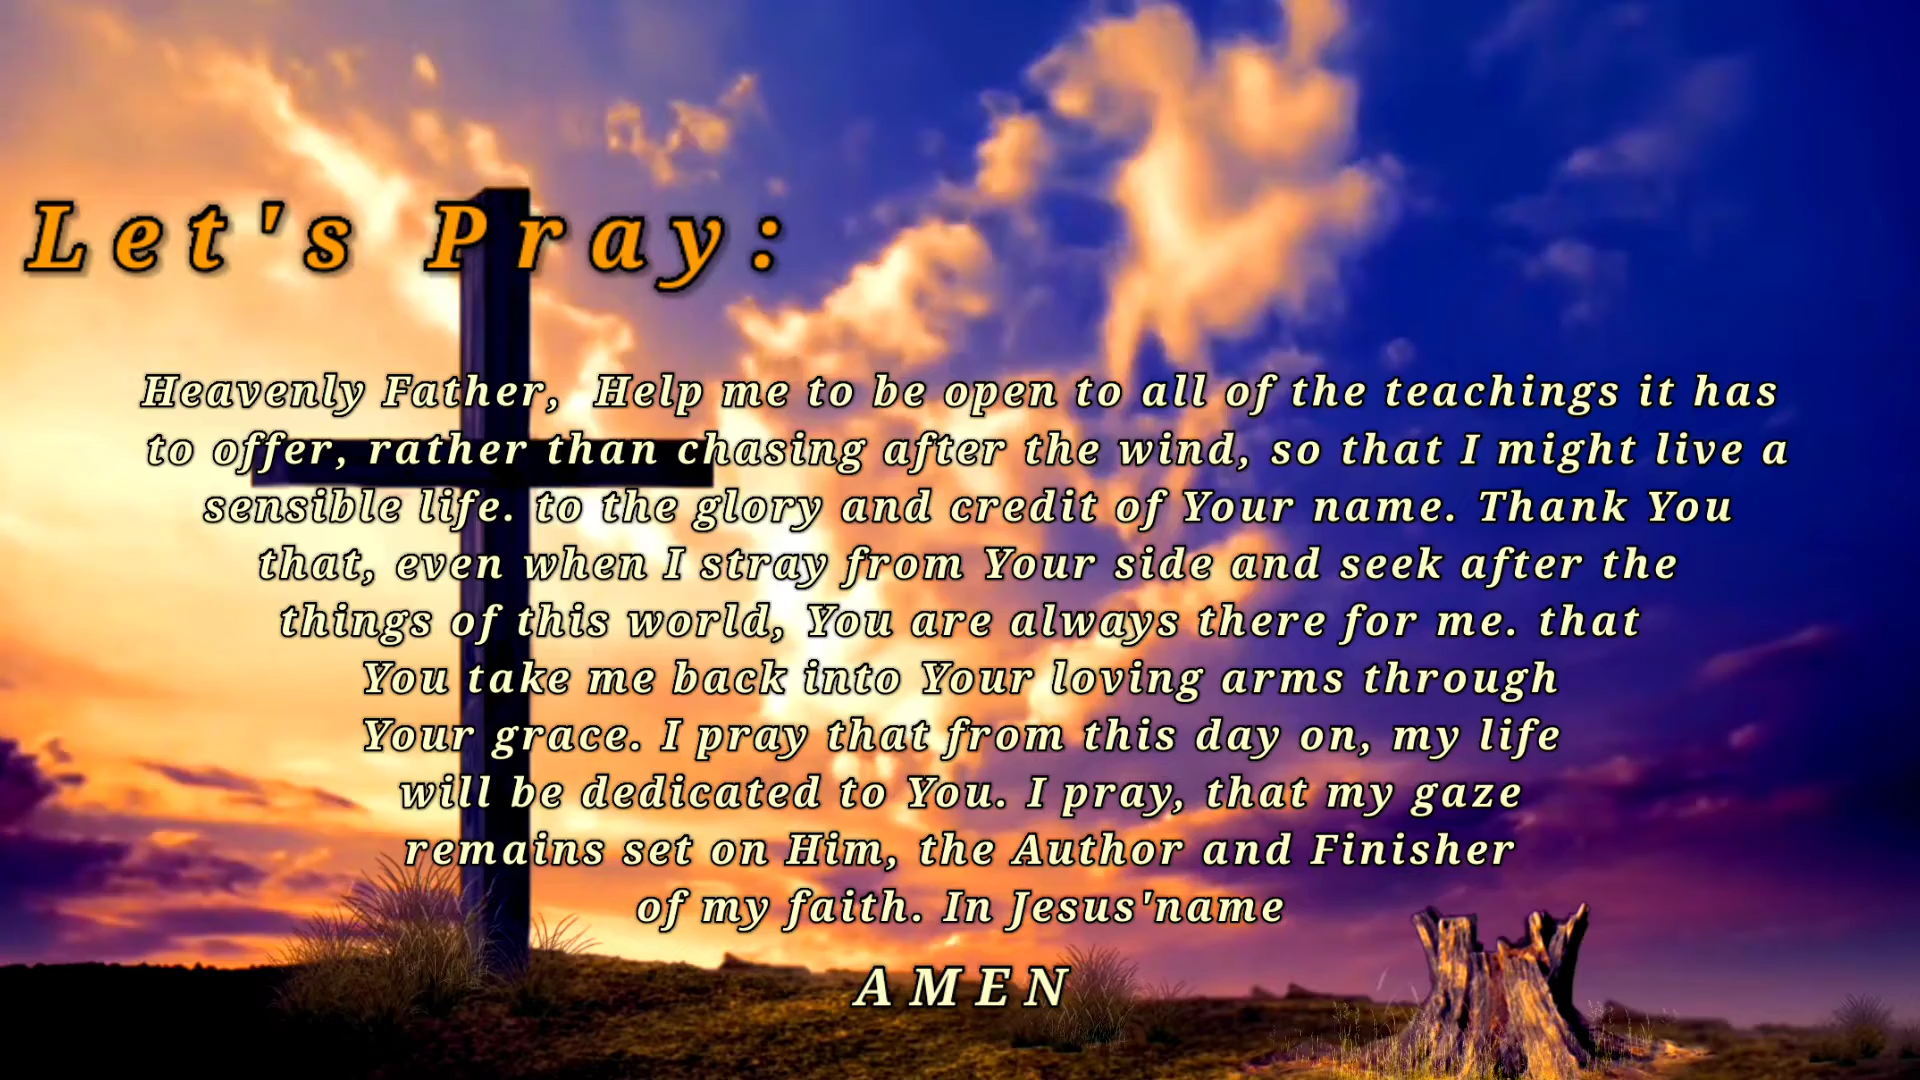 Let's Pray:
Heavenly Father, Help me to be open to all of the teachings it has
to offer, rather than chasing after the wind, so that I might live a
sensible life. to the glory and credit of Your name. Thank You
that, even when I stray from Your side and seek after the
things of this world, You are always there for me. that
You take me back into Your loving arms through
Your grace. I pray that from this day on, my life
will be dedicated to You. I pray, that my gaze
remains set on Him, the Author and Finisher
of my faith. In Jesus'name
AMEN